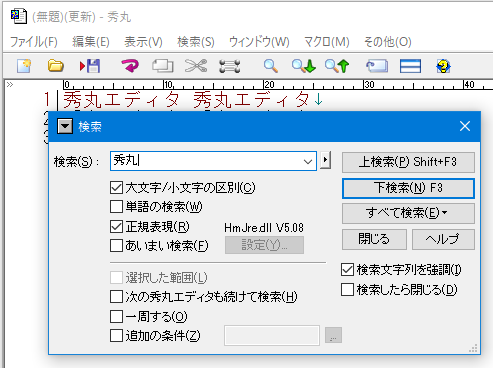 (無題)(更新) - 秀丸
ファイル(F) 編集(E) 表示(V) 検索(S) ウィンドウ(W) マクロ(M) その他(O)
0 10 20 30 40
1 秀丸エディタ 秀丸エディタ↓
検索
検索(S): 秀丸
大文字/小文字の区別(C)
単語の検索(W)
正規表現(R) HmJre.dll V5.08
あいまい検索(F) 設定(Y)...
選択した範囲(L)
次の秀丸エディタも続けて検索(H)
一周する(O)
追加の条件(Z) ...
上検索(P) Shift+F3
下検索(N) F3
すべて検索(E)
閉じる ヘルプ
検索文字列を強調(I)
検索したら閉じる(D)